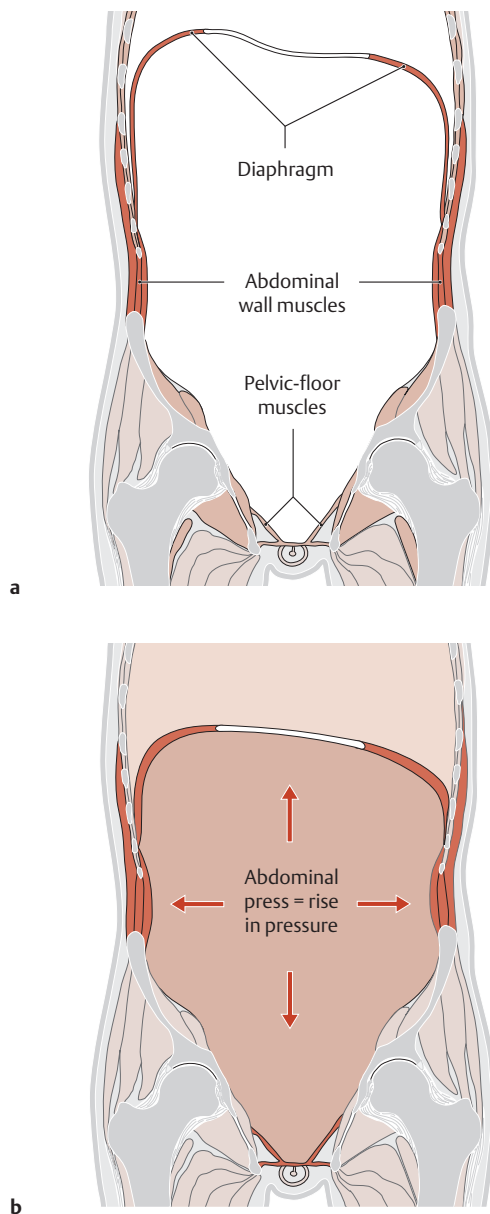 Diaphragm
Abdominal
wall muscles
Pelvic-floor
muscles
a
Abdominal
press = rise
in pressure
b